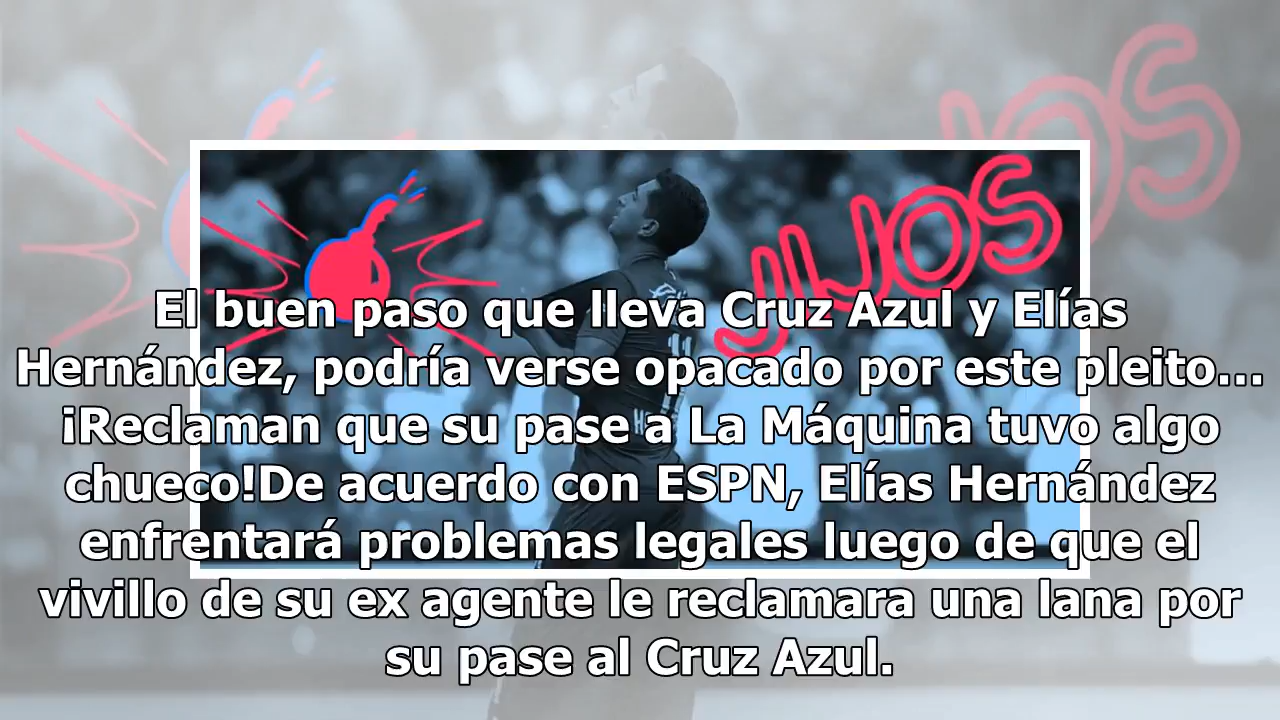 JIJOS
El buen paso que lleva Cruz Azul y Elías
Hernández, podría verse opacado por este pleito...
¡Reclaman que su pase a La Máquina tuvo algo
chueco!De acuerdo con ESPN, Elías Hernández
enfrentará problemas legales luego de que el
vivillo de su ex agente le reclamara una lana por
su pase al Cruz Azul.